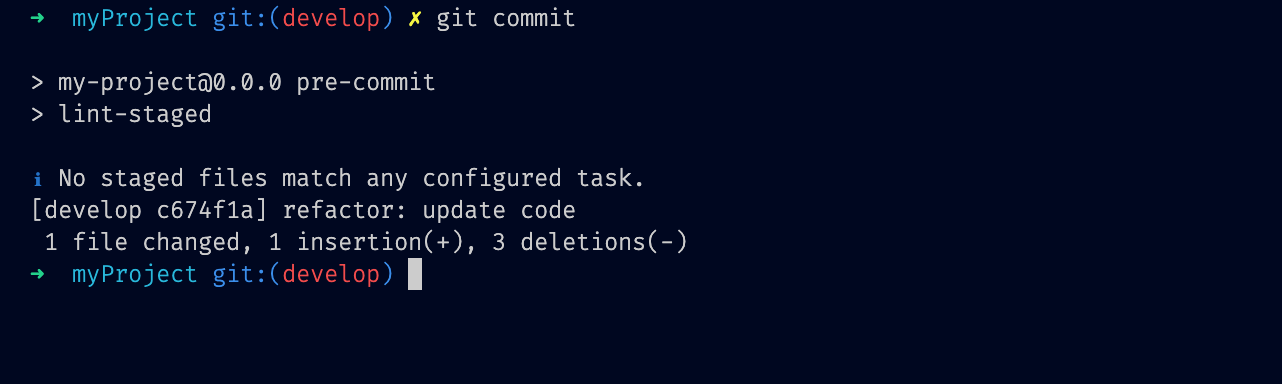 ➜ myProject git:(develop) ✗ git commit
> my-project@0.0.0 pre-commit
> lint-staged
ℹ No staged files match any configured task.
[develop c674f1a] refactor: update code
1 file changed, 1 insertion(+), 3 deletions(-)
➜ myProject git:(develop)